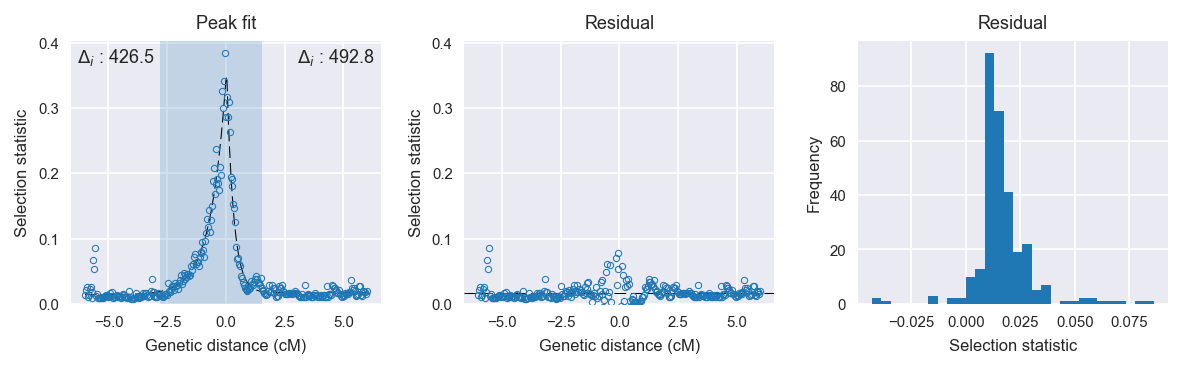 Peak fit
Δi : 426.5
Δi : 492.8
0.4
0.3
0.2
0.1
0.0
Selection statistic
−5.0
−2.5
0.0
2.5
5.0
Genetic distance (cM)
Residual
0.4
0.3
0.2
0.1
0.0
Selection statistic
−5.0
−2.5
0.0
2.5
5.0
Genetic distance (cM)
Residual
80
60
40
20
0
Frequency
−0.025
0.000
0.025
0.050
0.075
Selection statistic